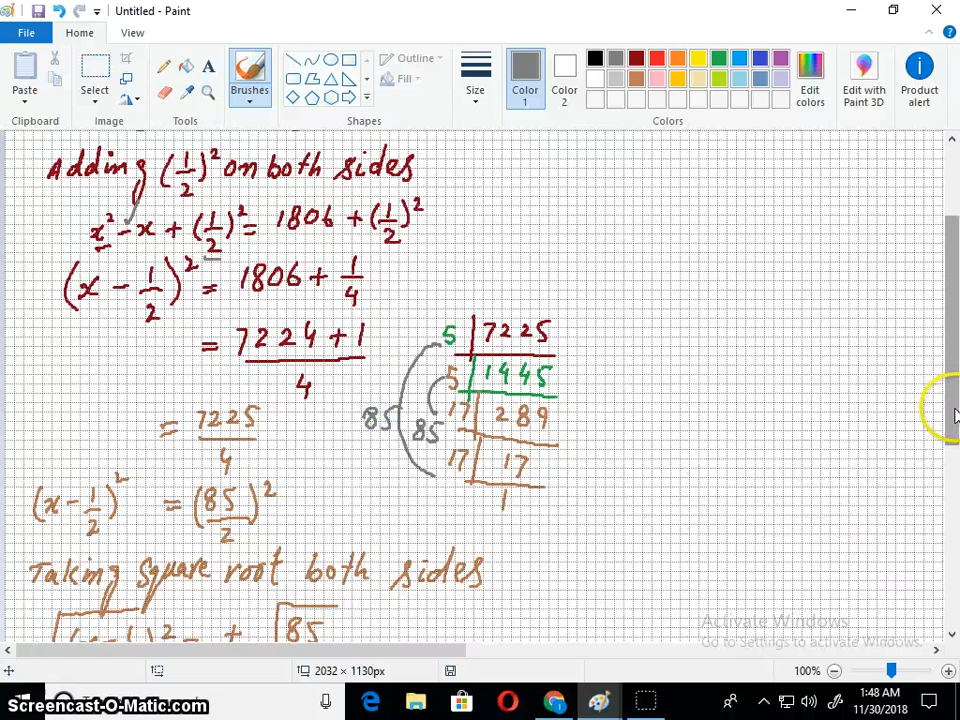 Untitled - Paint
File Home View
Paste Select Brushes Size Color 1 Color 2 Edit colors Edit with Paint 3D Product alert
Outline
Fill
Clipboard Image Tools Shapes Colors
Adding (1/2)² on both sides
x² - x + (1/2)² = 1806 + (1/2)²
(x - 1/2)² = 1806 + 1/4
= 7224 + 1 / 4
= 7225 / 4
(x - 1/2)² = (85/2)²
5 | 7225
5 | 1445
17 | 289
17 | 17
1
85
85
Taking square root both sides
Activate Windows
Go to Settings to activate Windows.
2032 × 1130px 100%
Screencast-O-Matic.com
1:48 AM
11/30/2018